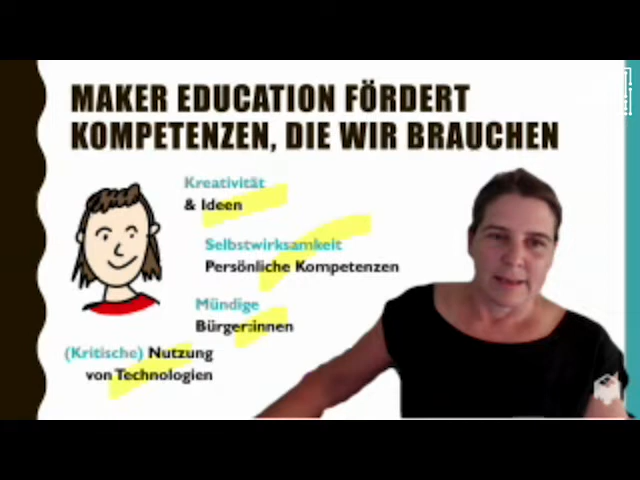 MAKER EDUCATION FÖRDERT
KOMPETENZEN, DIE WIR BRAUCHEN
Kreativität
& Ideen
Selbstwirksamkeit
Persönliche Kompetenzen
Mündige
Bürger:innen
(Kritische) Nutzung
von Technologien